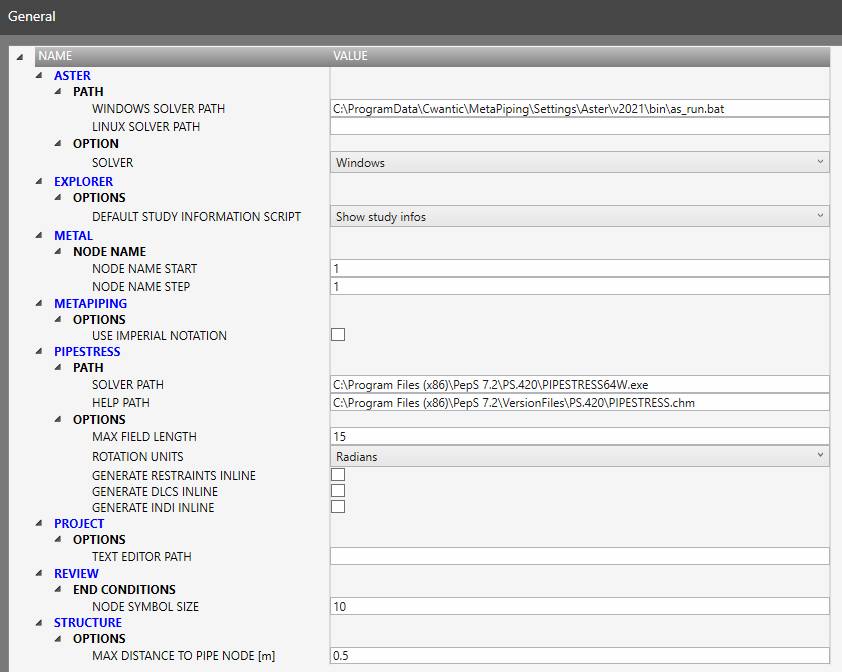 General
NAME VALUE
ASTER
PATH
WINDOWS SOLVER PATH C:\ProgramData\Cwantic\MetaPiping\Settings\Aster\v2021\bin\as_run.bat
LINUX SOLVER PATH
OPTION
SOLVER Windows
EXPLORER
OPTIONS
DEFAULT STUDY INFORMATION SCRIPT Show study infos
METAL
NODE NAME
NODE NAME START 1
NODE NAME STEP 1
METAPIPING
OPTIONS
USE IMPERIAL NOTATION
PIPESTRESS
PATH
SOLVER PATH C:\Program Files (x86)\PepS 7.2\PS.420\PIPESTRESS64W.exe
HELP PATH C:\Program Files (x86)\PepS 7.2\VersionFiles\PS.420\PIPESTRESS.chm
OPTIONS
MAX FIELD LENGTH 15
ROTATION UNITS Radians
GENERATE RESTRAINTS INLINE
GENERATE DLCS INLINE
GENERATE INDI INLINE
PROJECT
OPTIONS
TEXT EDITOR PATH
REVIEW
END CONDITIONS
NODE SYMBOL SIZE 10
STRUCTURE
OPTIONS
MAX DISTANCE TO PIPE NODE [m] 0.5